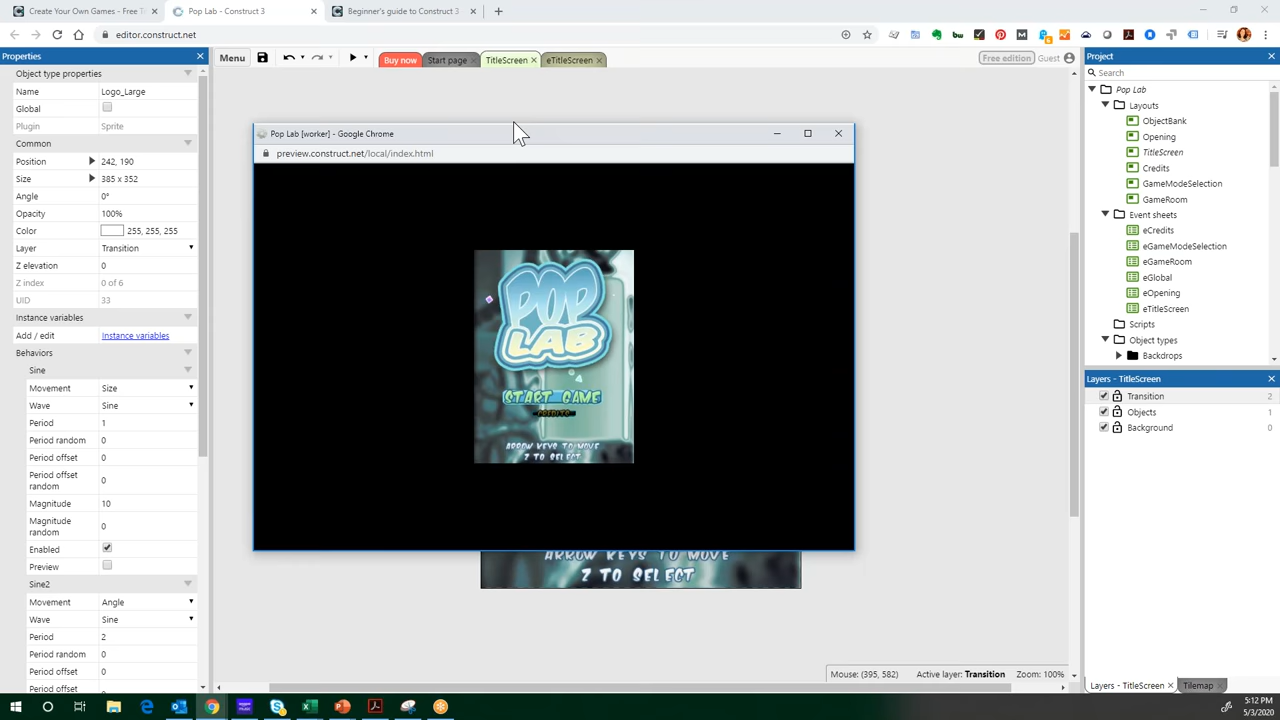 Create Your Own Games - Free T
Pop Lab - Construct 3
Beginner's guide to Construct 3
editor.construct.net
Properties
Menu
Buy now
Start page
TitleScreen
eTitleScreen
Free edition
Guest
Project
Object type properties
Name
Logo_Large
Global
Plugin
Sprite
Common
Position
242, 190
Size
385 x 352
Angle
0°
Opacity
100%
Color
255, 255, 255
Layer
Transition
Z elevation
0
Z index
0 of 6
UID
33
Instance variables
Add / edit
Instance variables
Behaviors
Sine
Movement
Size
Wave
Sine
Period
1
Period random
0
Period offset
0
Period offset random
0
Magnitude
10
Magnitude random
0
Enabled
Preview
Sine2
Movement
Angle
Wave
Sine
Period
2
Period random
0
Period offset
0
Period offset
0
Pop Lab [worker] - Google Chrome
preview.construct.net/local/index.html
POP
LAB
START GAME
CREDITS
ARROW KEYS TO MOVE
Z TO SELECT
ARROW KEYS TO MOVE
Z TO SELECT
Mouse: (395, 582)
Active layer: Transition
Zoom: 100%
Search
Pop Lab
Layouts
ObjectBank
Opening
TitleScreen
Credits
GameModeSelection
GameRoom
Event sheets
eCredits
eGameModeSelection
eGameRoom
eGlobal
eOpening
eTitleScreen
Scripts
Object types
Backdrops
Layers - TitleScreen
Transition
2
Objects
1
Background
0
Layers - TitleScreen
Tilemap
5:12 PM
5/3/2020